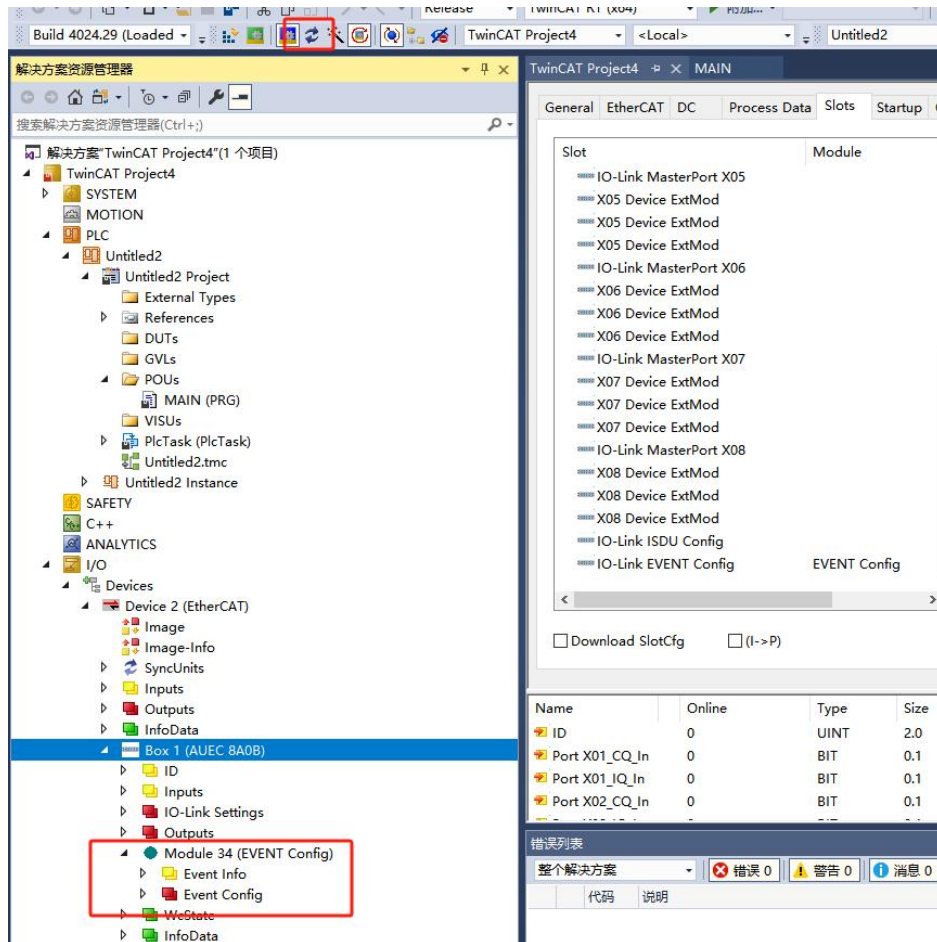 Release
TwinCAT RT (x64)
附加...
Build 4024.29 (Loaded
TwinCAT Project4
<Local>
Untitled2
解决方案资源管理器
搜索解决方案资源管理器(Ctrl+;)
解决方案"TwinCAT Project4"(1 个项目)
TwinCAT Project4
SYSTEM
MOTION
PLC
Untitled2
Untitled2 Project
External Types
References
DUTs
GVLs
POUs
MAIN (PRG)
VISUs
PlcTask (PlcTask)
Untitled2.tmc
Untitled2 Instance
SAFETY
C++
ANALYTICS
I/O
Devices
Device 2 (EtherCAT)
Image
Image-Info
SyncUnits
Inputs
Outputs
InfoData
Box 1 (AUEC 8A0B)
ID
Inputs
IO-Link Settings
Outputs
Module 34 (EVENT Config)
Event Info
Event Config
WcState
InfoData
TwinCAT Project4 MAIN
General EtherCAT DC Process Data Slots Startup
Slot Module
IO-Link MasterPort X05
X05 Device ExtMod
X05 Device ExtMod
X05 Device ExtMod
IO-Link MasterPort X06
X06 Device ExtMod
X06 Device ExtMod
X06 Device ExtMod
IO-Link MasterPort X07
X07 Device ExtMod
X07 Device ExtMod
X07 Device ExtMod
IO-Link MasterPort X08
X08 Device ExtMod
X08 Device ExtMod
X08 Device ExtMod
IO-Link ISDU Config
IO-Link EVENT Config EVENT Config
Download SlotCfg (I->P)
Name Online Type Size
ID 0 UINT 2.0
Port X01_CQ_In 0 BIT 0.1
Port X01_IQ_In 0 BIT 0.1
Port X02_CQ_In 0 BIT 0.1
错误列表
整个解决方案 错误 0 警告 0 消息 0
代码 说明